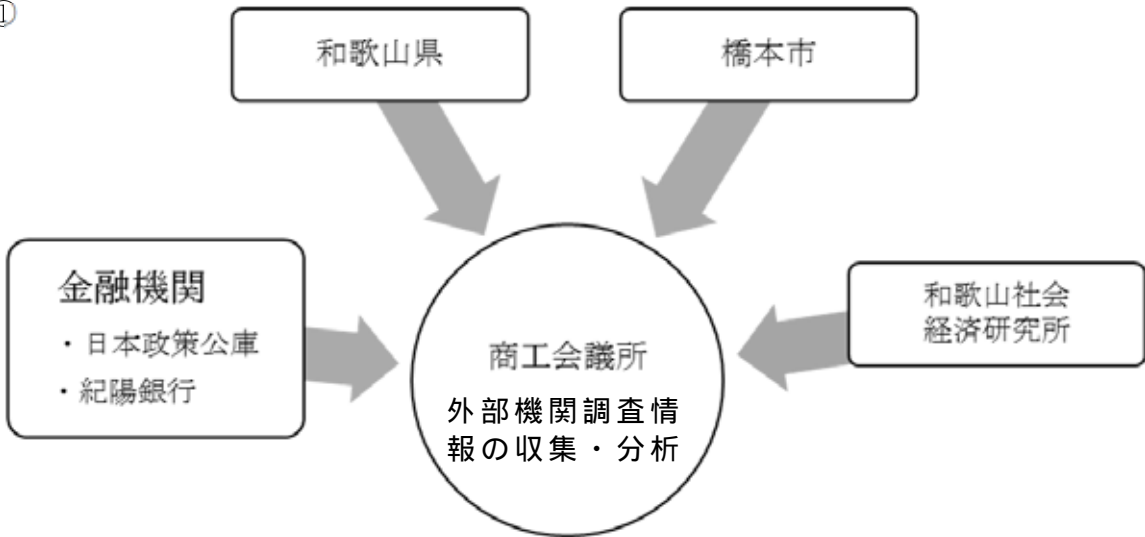 ①
和歌山県
橋本市
金融機関
・日本政策公庫
・紀陽銀行
和歌山社会
経済研究所
商工会議所
外部機関調査情
報の収集・分析